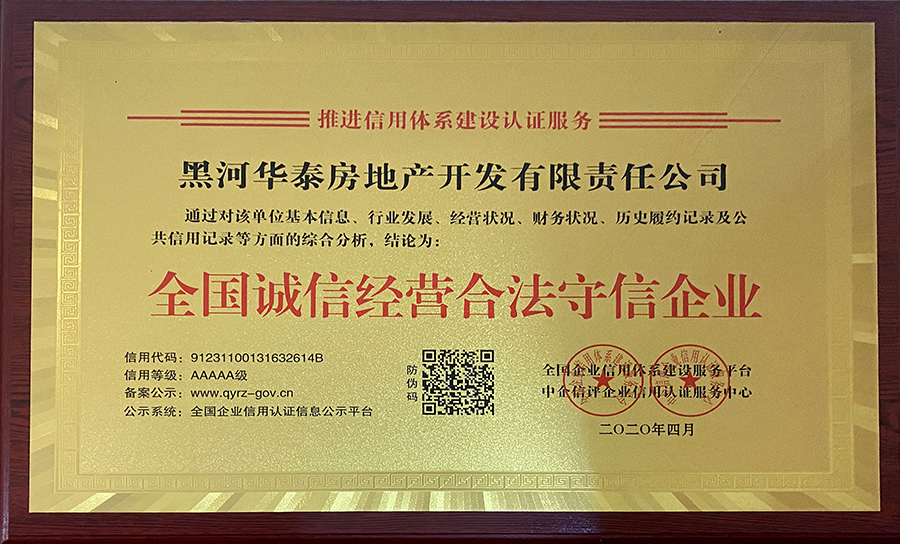 推进信用体系建设认证服务
黑河华泰房地产开发有限责任公司
通过对该单位基本信息、行业发展、经营状况、财务状况、历史履约记录及公
共信用记录等方面的综合分析，结论为：
全国诚信经营合法守信企业
信用代码：91231100131632614B
信用等级：AAAAA级
备案公示：www.qyrz-gov.cn
公示系统：全国企业信用认证信息公示平台
防伪码
全国企业信用体系建设服务平台
中企信评企业信用认证服务中心
二〇二〇年四月